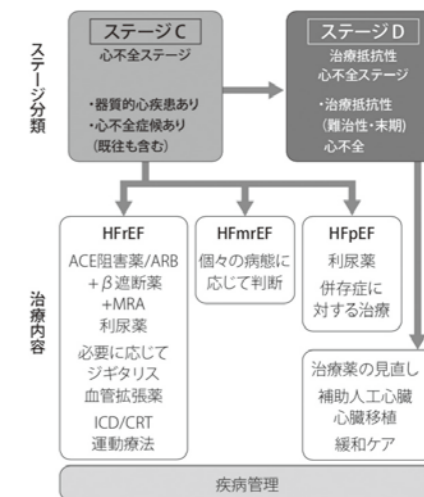 ステージ分類
ステージC
心不全ステージ
・器質的心疾患あり
・心不全症候あり
(既往も含む)
ステージD
治療抵抗性
心不全ステージ
・治療抵抗性
(難治性・末期)
心不全
治療内容
HFrEF
ACE阻害薬/ARB
+β遮断薬
+MRA
利尿薬
必要に応じて
ジギタリス
血管拡張薬
ICD/CRT
運動療法
HFmrEF
個々の病態に
応じて判断
HFpEF
利尿薬
併存症に
対する治療
治療薬の見直し
補助人工心臓
心臓移植
緩和ケア
疾病管理